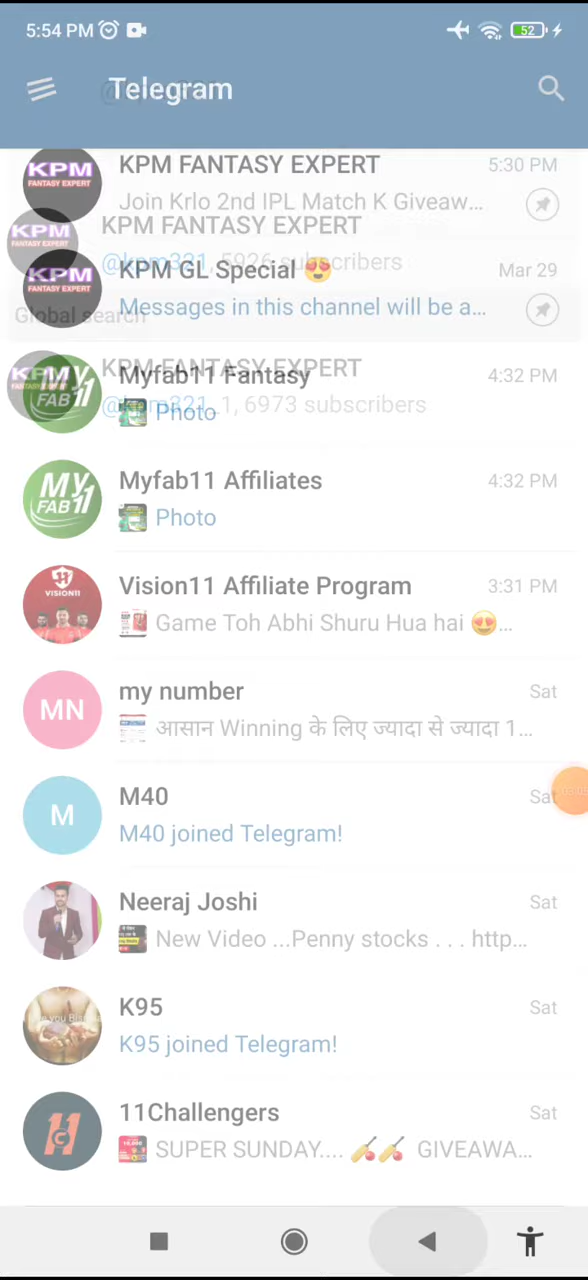 5:54 PM
52
Telegram
KPM FANTASY EXPERT
5:30 PM
Join Krlo 2nd IPL Match K Giveaw...
KPM FANTASY EXPERT
@kpm321, 5926 subscribers
KPM GL Special 😍
Mar 29
Messages in this channel will be a...
Global search
KPM FANTASY EXPERT
Myfab11 Fantasy
4:32 PM
@kpm321_1, 6973 subscribers
Photo
Myfab11 Affiliates
4:32 PM
Photo
Vision11 Affiliate Program
3:31 PM
Game Toh Abhi Shuru Hua hai 😍...
MN
my number
Sat
आसान Winning के लिए ज्यादा से ज्यादा 1...
M
M40
Sat
M40 joined Telegram!
Neeraj Joshi
Sat
New Video ...Penny stocks . . . http...
K95
Sat
K95 joined Telegram!
11Challengers
Sat
SUPER SUNDAY.... 🏏🏏 GIVEAWA...